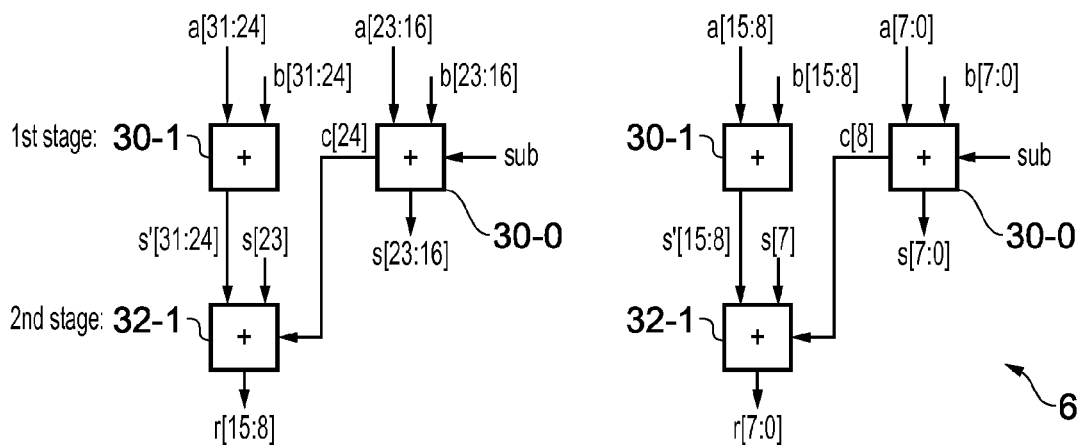 a[31:24] a[23:16] a[15:8] a[7:0]
b[31:24] b[23:16] b[15:8] b[7:0]
1st stage: 30-1 + c[24] + sub 30-1 + c[8] + sub
30-0 30-0
s'[31:24] s[23] s[23:16] s'[15:8] s[7] s[7:0]
2nd stage: 32-1 + 32-1 +
6
r[15:8] r[7:0]